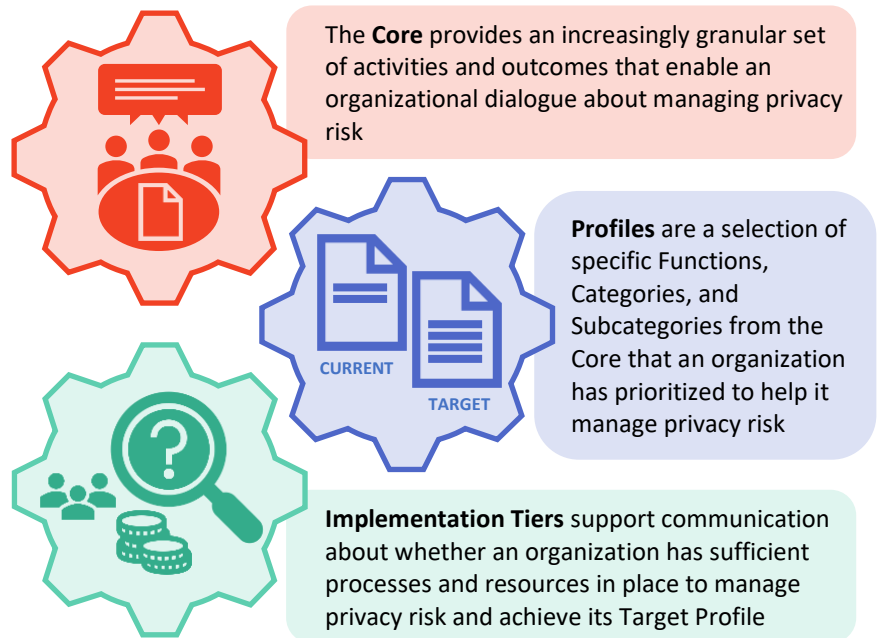 The Core provides an increasingly granular set
of activities and outcomes that enable an
organizational dialogue about managing privacy
risk
CURRENT
TARGET
Profiles are a selection of
specific Functions,
Categories, and
Subcategories from the
Core that an organization
has prioritized to help it
manage privacy risk
?
Implementation Tiers support communication
about whether an organization has sufficient
processes and resources in place to manage
privacy risk and achieve its Target Profile